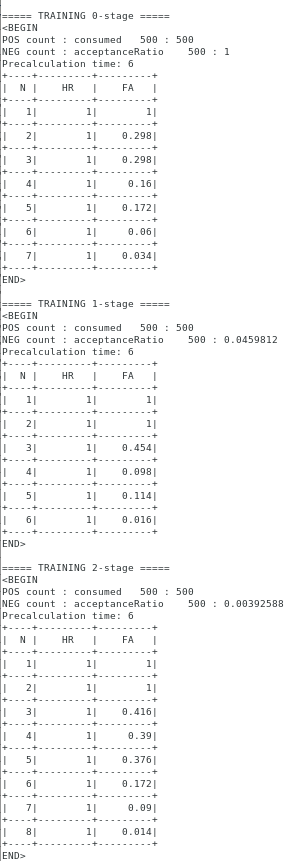 ===== TRAINING 0-stage =====
<BEGIN
POS count : consumed   500 : 500
NEG count : acceptanceRatio    500 : 1
Precalculation time: 6
+----+---------+---------+
|  N |    HR   |    FA   |
+----+---------+---------+
|   1|        1|        1|
+----+---------+---------+
|   2|        1|    0.298|
+----+---------+---------+
|   3|        1|    0.298|
+----+---------+---------+
|   4|        1|     0.16|
+----+---------+---------+
|   5|        1|    0.172|
+----+---------+---------+
|   6|        1|     0.06|
+----+---------+---------+
|   7|        1|    0.034|
+----+---------+---------+
END>

===== TRAINING 1-stage =====
<BEGIN
POS count : consumed   500 : 500
NEG count : acceptanceRatio    500 : 0.0459812
Precalculation time: 6
+----+---------+---------+
|  N |    HR   |    FA   |
+----+---------+---------+
|   1|        1|        1|
+----+---------+---------+
|   2|        1|        1|
+----+---------+---------+
|   3|        1|    0.454|
+----+---------+---------+
|   4|        1|    0.098|
+----+---------+---------+
|   5|        1|    0.114|
+----+---------+---------+
|   6|        1|    0.016|
+----+---------+---------+
END>

===== TRAINING 2-stage =====
<BEGIN
POS count : consumed   500 : 500
NEG count : acceptanceRatio    500 : 0.00392588
Precalculation time: 6
+----+---------+---------+
|  N |    HR   |    FA   |
+----+---------+---------+
|   1|        1|        1|
+----+---------+---------+
|   2|        1|        1|
+----+---------+---------+
|   3|        1|    0.416|
+----+---------+---------+
|   4|        1|     0.39|
+----+---------+---------+
|   5|        1|    0.376|
+----+---------+---------+
|   6|        1|    0.172|
+----+---------+---------+
|   7|        1|     0.09|
+----+---------+---------+
|   8|        1|    0.014|
+----+---------+---------+
END>